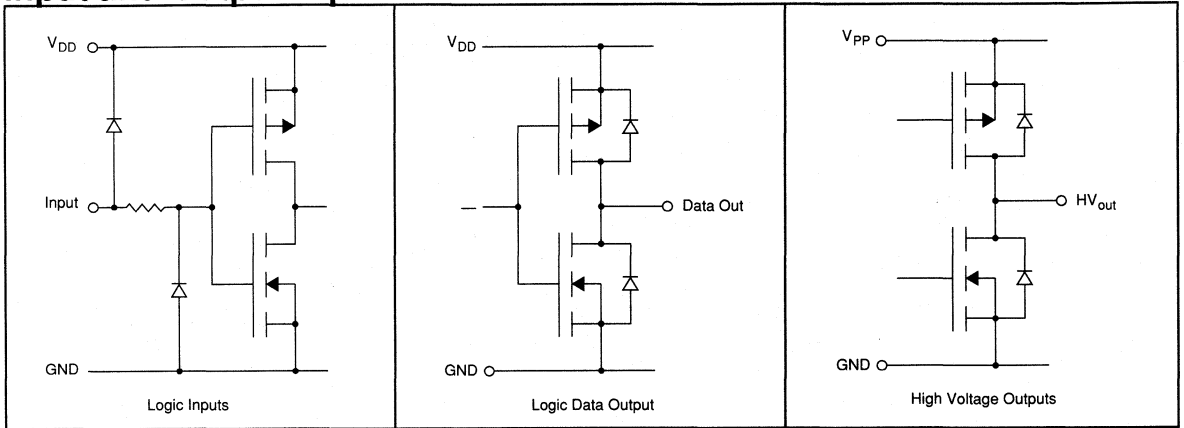 V_DD
Input
GND
Logic Inputs
V_DD
Data Out
GND
Logic Data Output
V_PP
HV_out
GND
High Voltage Outputs